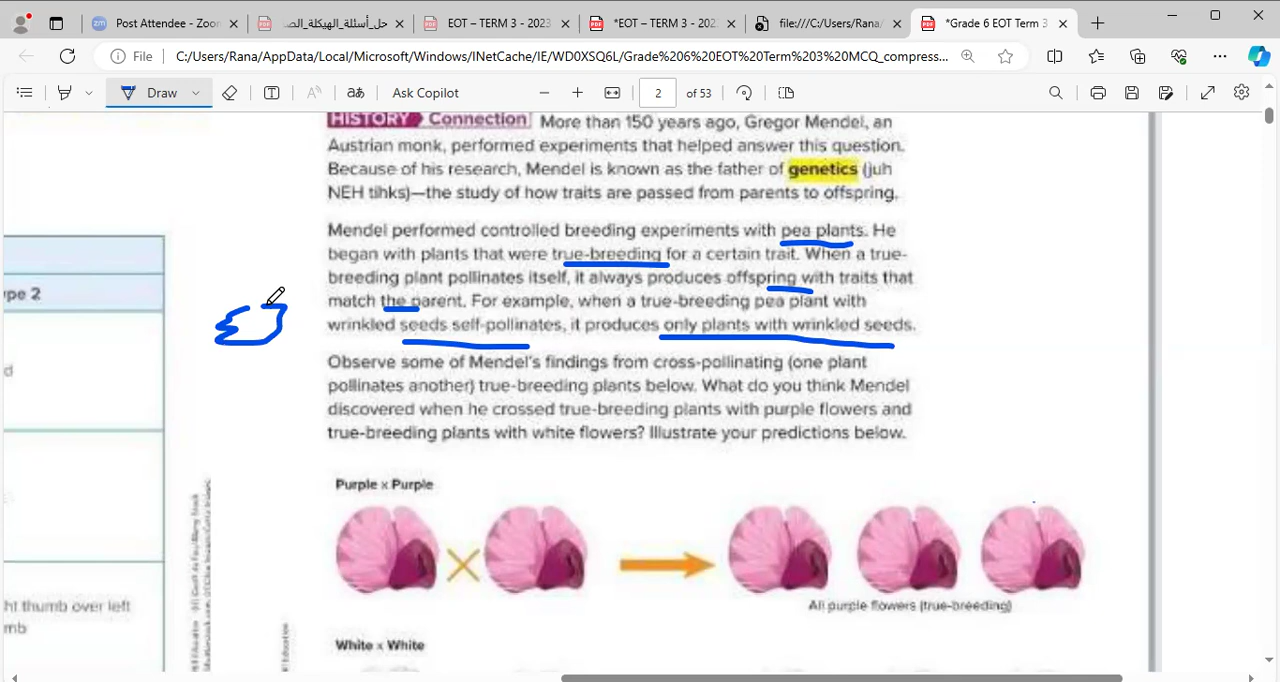 Post Attendee - Zoon
حل_أسئلة_الهيكلة_الصـ
EOT – TERM 3 - 2023
*EOT – TERM 3 - 202
file:///C:/Users/Rana/
*Grade 6 EOT Term 3
File
C:/Users/Rana/AppData/Local/Microsoft/Windows/INetCache/IE/WD0XSQ6L/Grade%206%20EOT%20Term%203%20MCQ_compress...
Draw
Ask Copilot
2
of 53
HISTORY Connection More than 150 years ago, Gregor Mendel, an
Austrian monk, performed experiments that helped answer this question.
Because of his research, Mendel is known as the father of genetics (juh
NEH tihks)—the study of how traits are passed from parents to offspring.
Mendel performed controlled breeding experiments with pea plants. He
began with plants that were true-breeding for a certain trait. When a true-
breeding plant pollinates itself, it always produces offspring with traits that
match the parent. For example, when a true-breeding pea plant with
wrinkled seeds self-pollinates, it produces only plants with wrinkled seeds.
Observe some of Mendel's findings from cross-pollinating (one plant
pollinates another) true-breeding plants below. What do you think Mendel
discovered when he crossed true-breeding plants with purple flowers and
true-breeding plants with white flowers? Illustrate your predictions below.
ype 2
d
ht thumb over left
mb
Purple x Purple
All purple flowers (true-breeding)
White x White